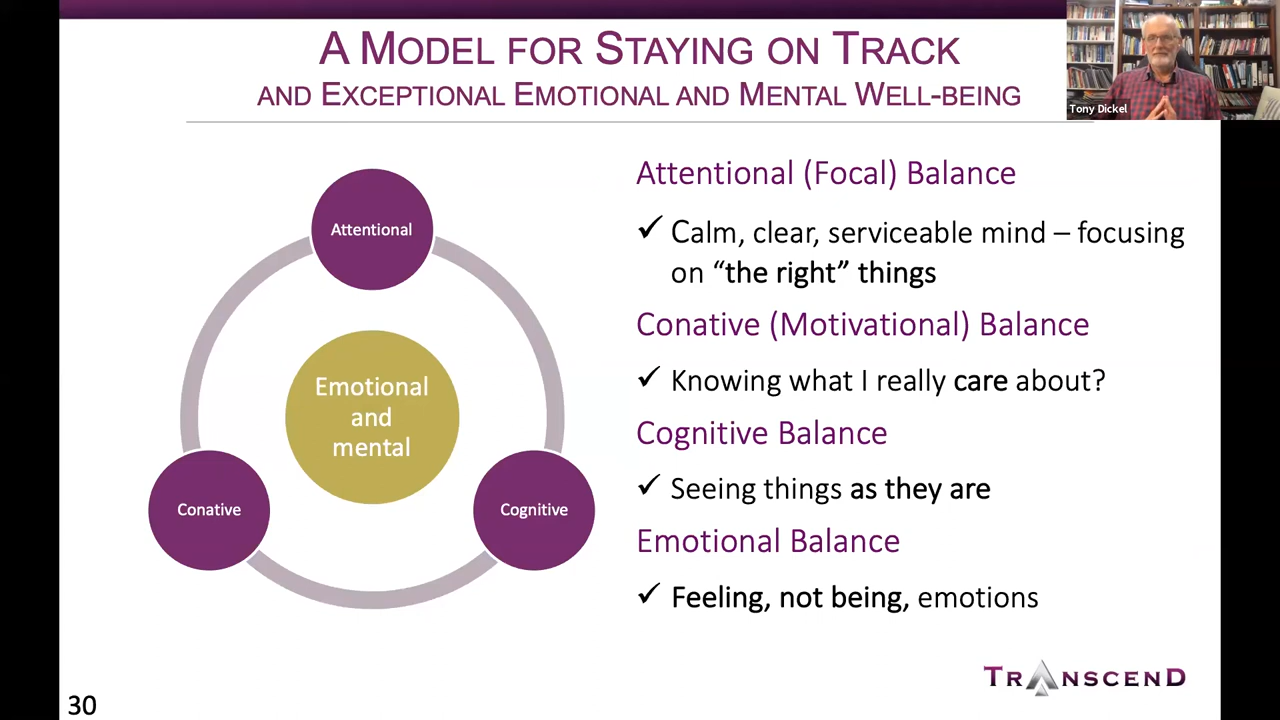 A MODEL FOR STAYING ON TRACK
AND EXCEPTIONAL EMOTIONAL AND MENTAL WELL-BEING
Tony Dickel
Attentional
Emotional
and
mental
Conative
Cognitive
Attentional (Focal) Balance
✓ Calm, clear, serviceable mind – focusing
on “the right” things
Conative (Motivational) Balance
✓ Knowing what I really care about?
Cognitive Balance
✓ Seeing things as they are
Emotional Balance
✓ Feeling, not being, emotions
TRANSCEND
30